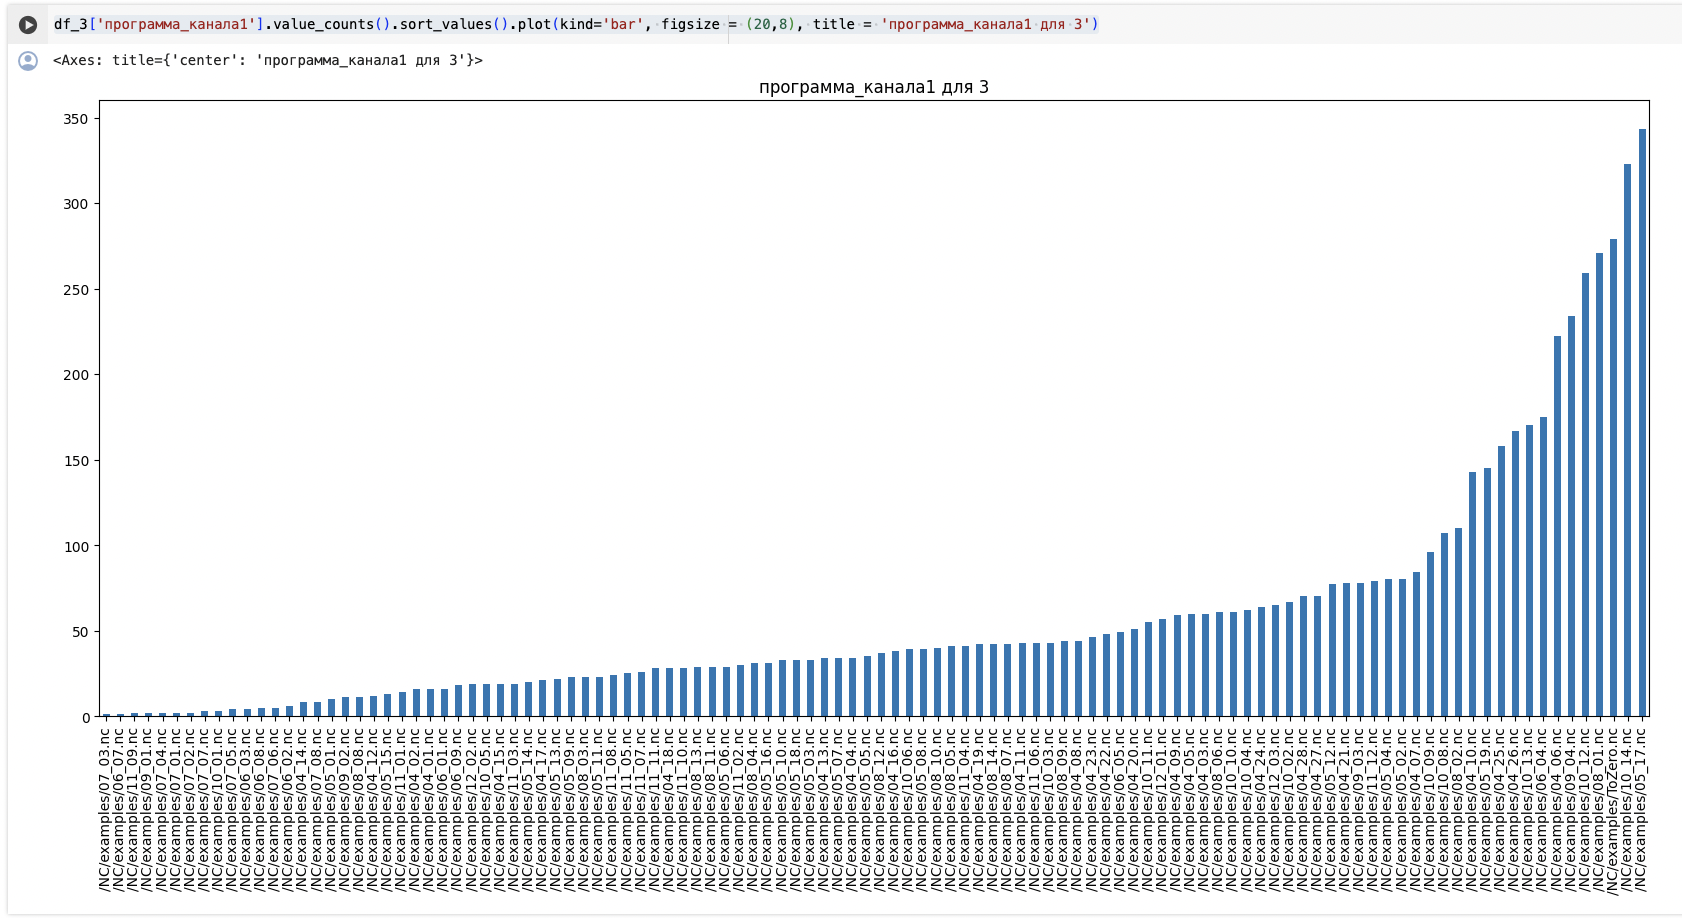 df_3['программа_канала1'].value_counts().sort_values().plot(kind='bar', figsize = (20,8), title = 'программа_канала1 для 3')
<Axes: title={'center': 'программа_канала1 для 3'}>
программа_канала1 для 3
350
300
250
200
150
100
50
0
/NC/examples/07_03.nc
/NC/examples/06_07.nc
/NC/examples/11_09.nc
/NC/examples/09_01.nc
/NC/examples/07_04.nc
/NC/examples/07_01.nc
/NC/examples/07_02.nc
/NC/examples/07_07.nc
/NC/examples/10_01.nc
/NC/examples/07_05.nc
/NC/examples/06_03.nc
/NC/examples/06_08.nc
/NC/examples/07_06.nc
/NC/examples/06_02.nc
/NC/examples/04_14.nc
/NC/examples/07_08.nc
/NC/examples/05_01.nc
/NC/examples/09_02.nc
/NC/examples/08_08.nc
/NC/examples/04_12.nc
/NC/examples/05_15.nc
/NC/examples/11_01.nc
/NC/examples/04_02.nc
/NC/examples/04_01.nc
/NC/examples/04_15.nc
/NC/examples/06_09.nc
/NC/examples/12_02.nc
/NC/examples/10_05.nc
/NC/examples/04_15.nc
/NC/examples/11_03.nc
/NC/examples/05_14.nc
/NC/examples/04_17.nc
/NC/examples/05_13.nc
/NC/examples/05_09.nc
/NC/examples/08_03.nc
/NC/examples/05_11.nc
/NC/examples/11_08.nc
/NC/examples/11_05.nc
/NC/examples/11_07.nc
/NC/examples/11_11.nc
/NC/examples/04_18.nc
/NC/examples/11_10.nc
/NC/examples/08_13.nc
/NC/examples/08_11.nc
/NC/examples/05_06.nc
/NC/examples/11_02.nc
/NC/examples/08_04.nc
/NC/examples/05_16.nc
/NC/examples/05_10.nc
/NC/examples/05_18.nc
/NC/examples/05_03.nc
/NC/examples/04_13.nc
/NC/examples/05_07.nc
/NC/examples/04_04.nc
/NC/examples/05_05.nc
/NC/examples/08_12.nc
/NC/examples/04_16.nc
/NC/examples/10_06.nc
/NC/examples/05_08.nc
/NC/examples/08_10.nc
/NC/examples/08_05.nc
/NC/examples/11_04.nc
/NC/examples/04_19.nc
/NC/examples/08_14.nc
/NC/examples/08_07.nc
/NC/examples/04_11.nc
/NC/examples/11_06.nc
/NC/examples/10_03.nc
/NC/examples/08_09.nc
/NC/examples/04_08.nc
/NC/examples/04_23.nc
/NC/examples/04_22.nc
/NC/examples/06_05.nc
/NC/examples/04_20.nc
/NC/examples/10_11.nc
/NC/examples/12_01.nc
/NC/examples/04_09.nc
/NC/examples/04_05.nc
/NC/examples/04_03.nc
/NC/examples/08_06.nc
/NC/examples/10_10.nc
/NC/examples/10_04.nc
/NC/examples/04_24.nc
/NC/examples/12_03.nc
/NC/examples/10_02.nc
/NC/examples/04_28.nc
/NC/examples/04_27.nc
/NC/examples/05_12.nc
/NC/examples/04_21.nc
/NC/examples/09_03.nc
/NC/examples/11_12.nc
/NC/examples/05_04.nc
/NC/examples/05_02.nc
/NC/examples/04_07.nc
/NC/examples/10_09.nc
/NC/examples/10_08.nc
/NC/examples/08_02.nc
/NC/examples/04_10.nc
/NC/examples/05_19.nc
/NC/examples/04_25.nc
/NC/examples/04_26.nc
/NC/examples/10_13.nc
/NC/examples/06_04.nc
/NC/examples/04_06.nc
/NC/examples/09_04.nc
/NC/examples/10_12.nc
/NC/examples/08_01.nc
/NC/examples/ToZero.nc
/NC/examples/10_14.nc
/NC/examples/05_17.nc